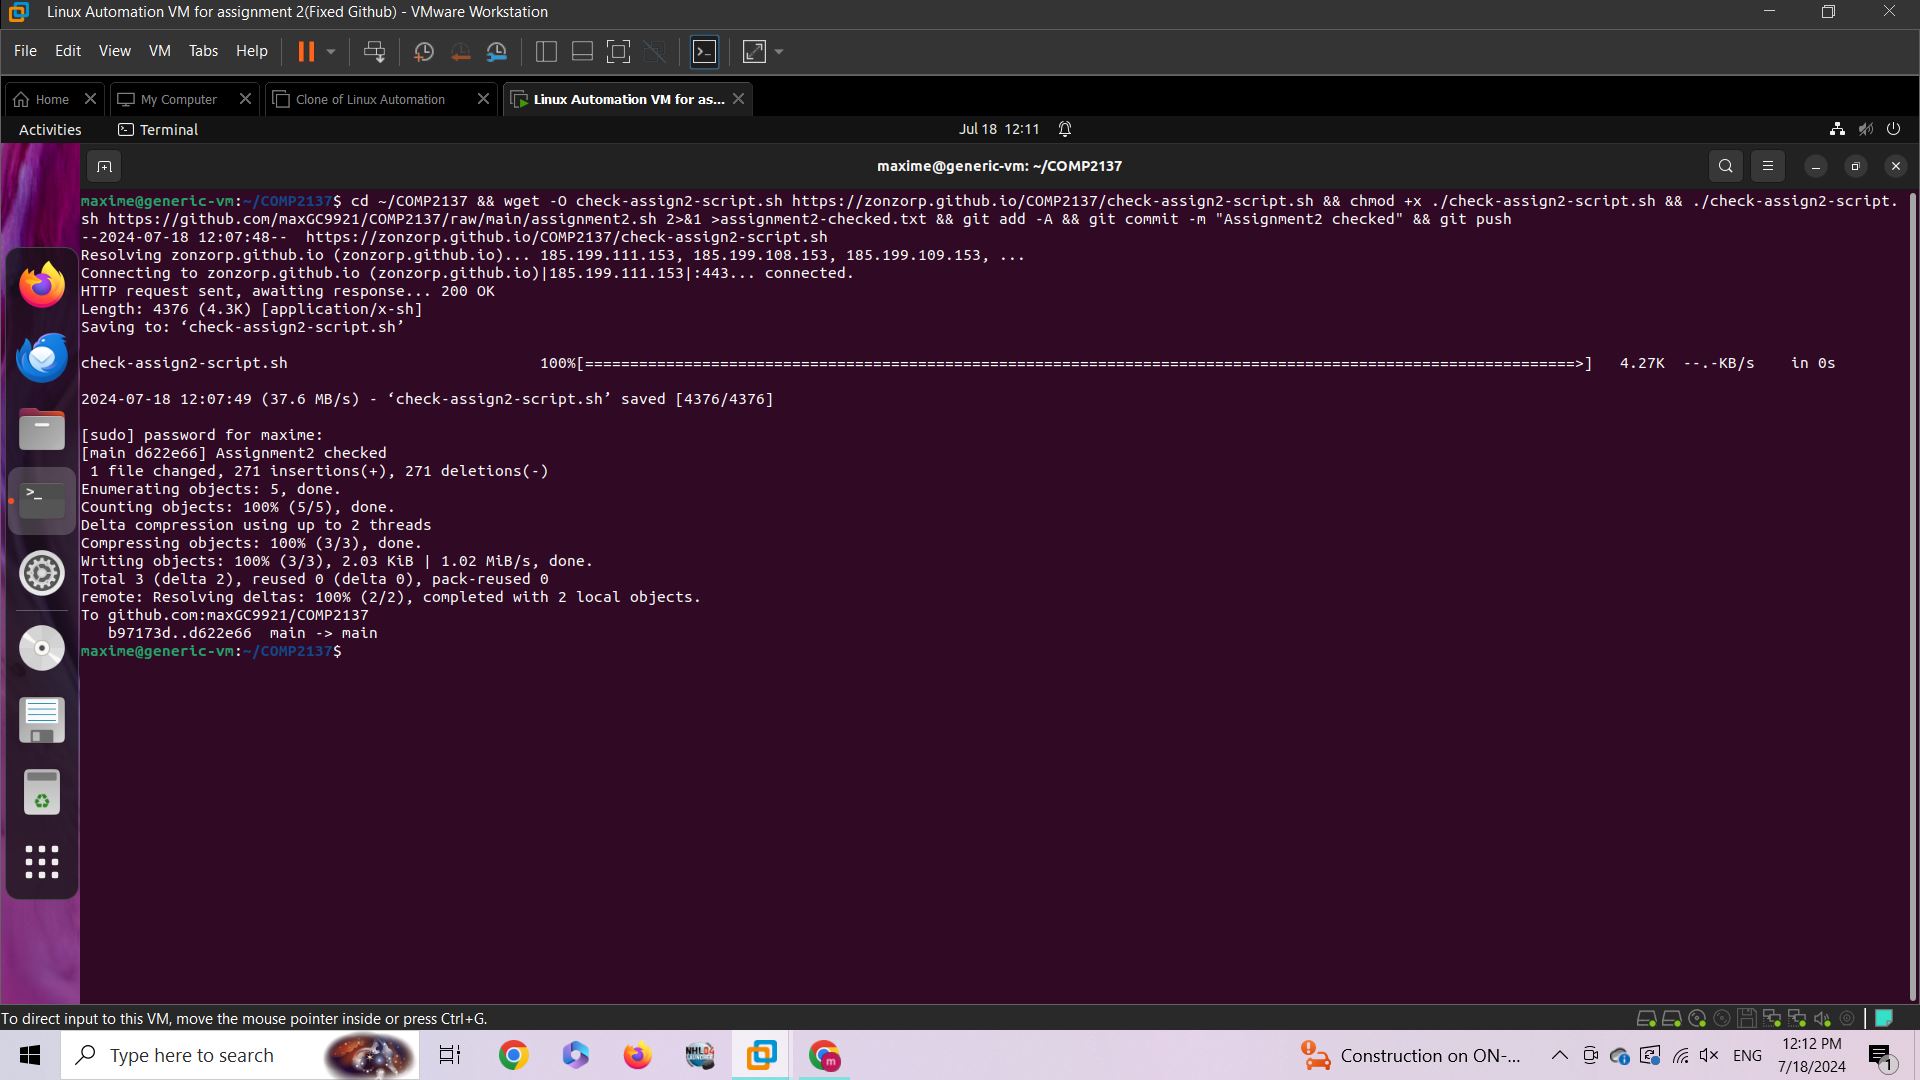 Linux Automation VM for assignment 2(Fixed Github) - VMware Workstation
File Edit View VM Tabs Help
Home My Computer Clone of Linux Automation Linux Automation VM for as...
Activities Terminal Jul 18 12:11
maxime@generic-vm: ~/COMP2137
maxime@generic-vm:~/COMP2137$ cd ~/COMP2137 && wget -O check-assign2-script.sh https://zonzorp.github.io/COMP2137/check-assign2-script.sh && chmod +x ./check-assign2-script.sh && ./check-assign2-script.
sh https://github.com/maxGC9921/COMP2137/raw/main/assignment2.sh 2>&1 >assignment2-checked.txt && git add -A && git commit -m "Assignment2 checked" && git push
--2024-07-18 12:07:48-- https://zonzorp.github.io/COMP2137/check-assign2-script.sh
Resolving zonzorp.github.io (zonzorp.github.io)... 185.199.111.153, 185.199.108.153, 185.199.109.153, ...
Connecting to zonzorp.github.io (zonzorp.github.io)|185.199.111.153|:443... connected.
HTTP request sent, awaiting response... 200 OK
Length: 4376 (4.3K) [application/x-sh]
Saving to: ‘check-assign2-script.sh’
check-assign2-script.sh 100%[==============================================================================================================>] 4.27K --.-KB/s in 0s
2024-07-18 12:07:49 (37.6 MB/s) - ‘check-assign2-script.sh’ saved [4376/4376]
[sudo] password for maxime:
[main d622e66] Assignment2 checked
1 file changed, 271 insertions(+), 271 deletions(-)
Enumerating objects: 5, done.
Counting objects: 100% (5/5), done.
Delta compression using up to 2 threads
Compressing objects: 100% (3/3), done.
Writing objects: 100% (3/3), 2.03 KiB | 1.02 MiB/s, done.
Total 3 (delta 2), reused 0 (delta 0), pack-reused 0
remote: Resolving deltas: 100% (2/2), completed with 2 local objects.
To github.com:maxGC9921/COMP2137
b97173d..d622e66 main -> main
maxime@generic-vm:~/COMP2137$
To direct input to this VM, move the mouse pointer inside or press Ctrl+G.
Type here to search
NHL04
Construction on ON-...
ENG
12:12 PM
7/18/2024
1